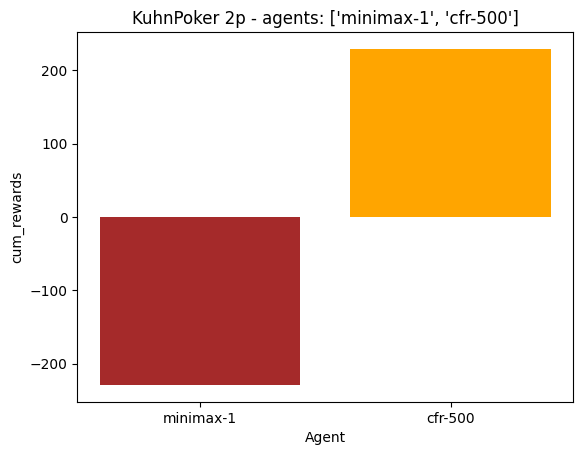 KuhnPoker 2p - agents: ['minimax-1', 'cfr-500']
cum_rewards
200
100
0
−100
−200
minimax-1
cfr-500
Agent